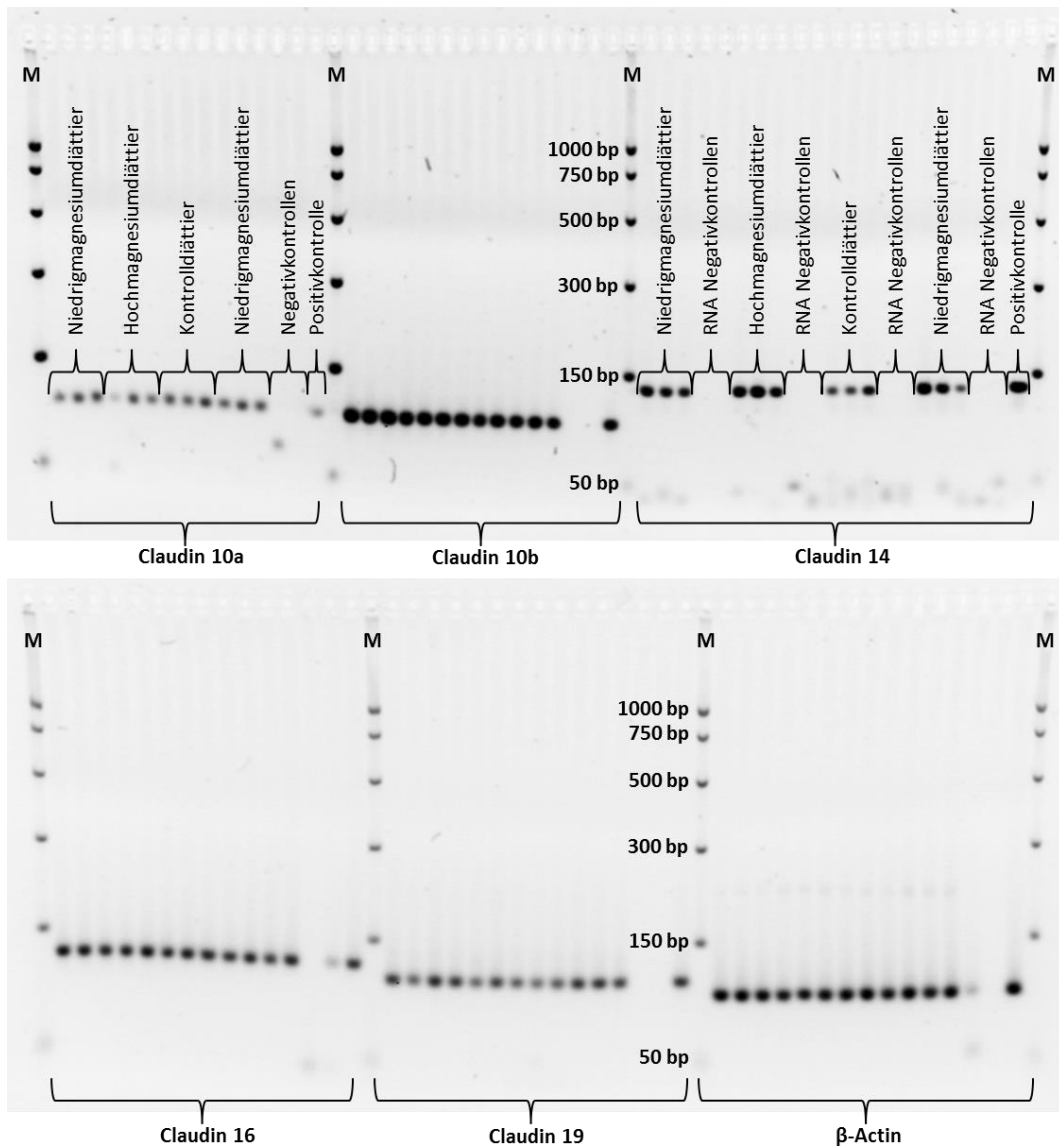 M
M
M
M
Niedrigmagnesiumdiättier
Hochmagnesiumdiättier
Kontrolldiättier
Niedrigmagnesiumdiättier
Negativkontrollen
Positivkontrolle
1000 bp
750 bp
500 bp
300 bp
150 bp
50 bp
Niedrigmagnesiumdiättier
RNA Negativkontrollen
Hochmagnesiumdiättier
RNA Negativkontrollen
Kontrolldiättier
RNA Negativkontrollen
Niedrigmagnesiumdiättier
RNA Negativkontrollen
Positivkontrolle
Claudin 10a
Claudin 10b
Claudin 14
M
M
M
M
1000 bp
750 bp
500 bp
300 bp
150 bp
50 bp
Claudin 16
Claudin 19
β-Actin